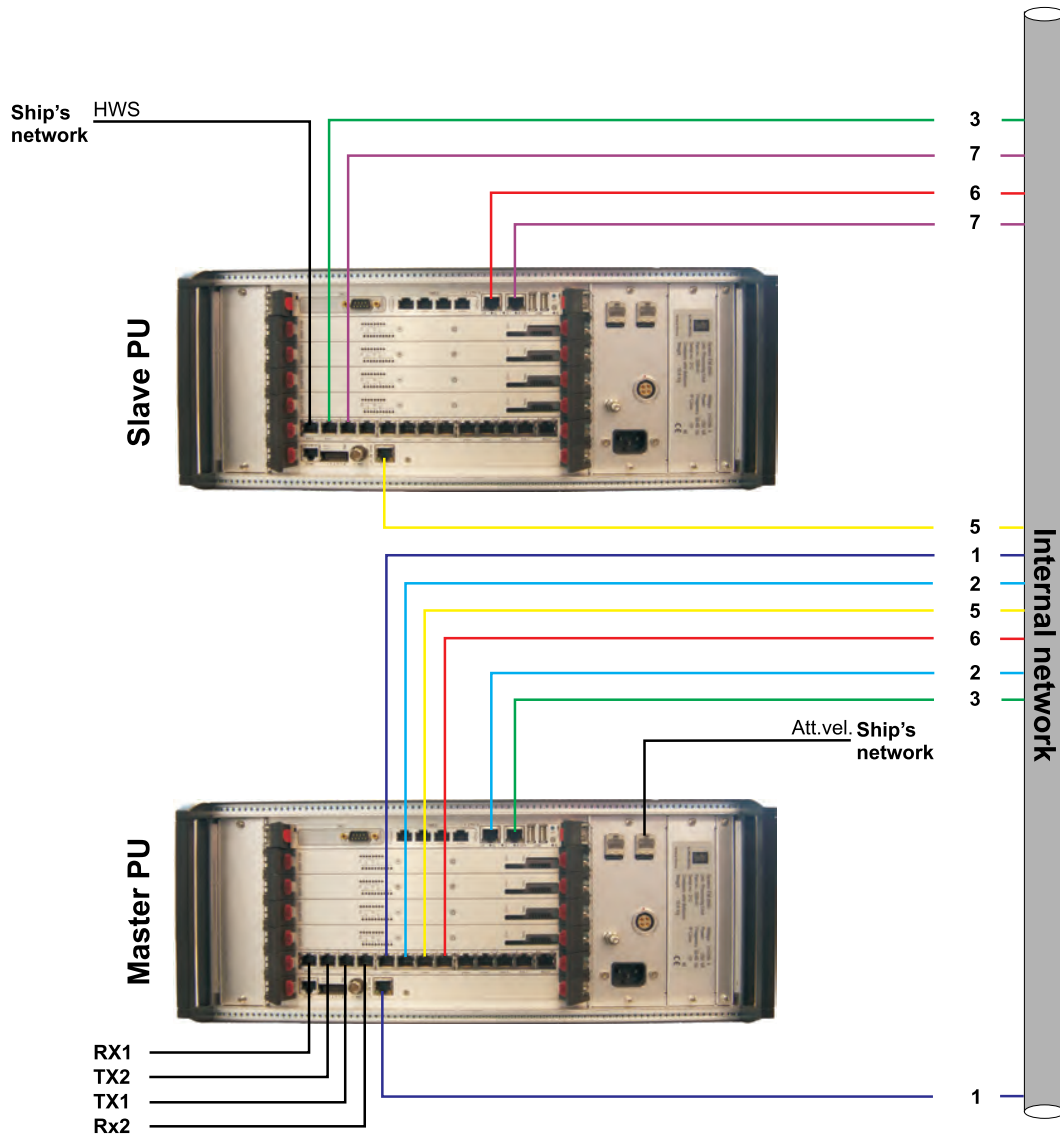 HWS
Ship's
network
3
7
6
7
Slave PU
5
1
2
5
6
2
3
Internal network
Att.vel. Ship's
network
Master PU
RX1
TX2
TX1
Rx2
1